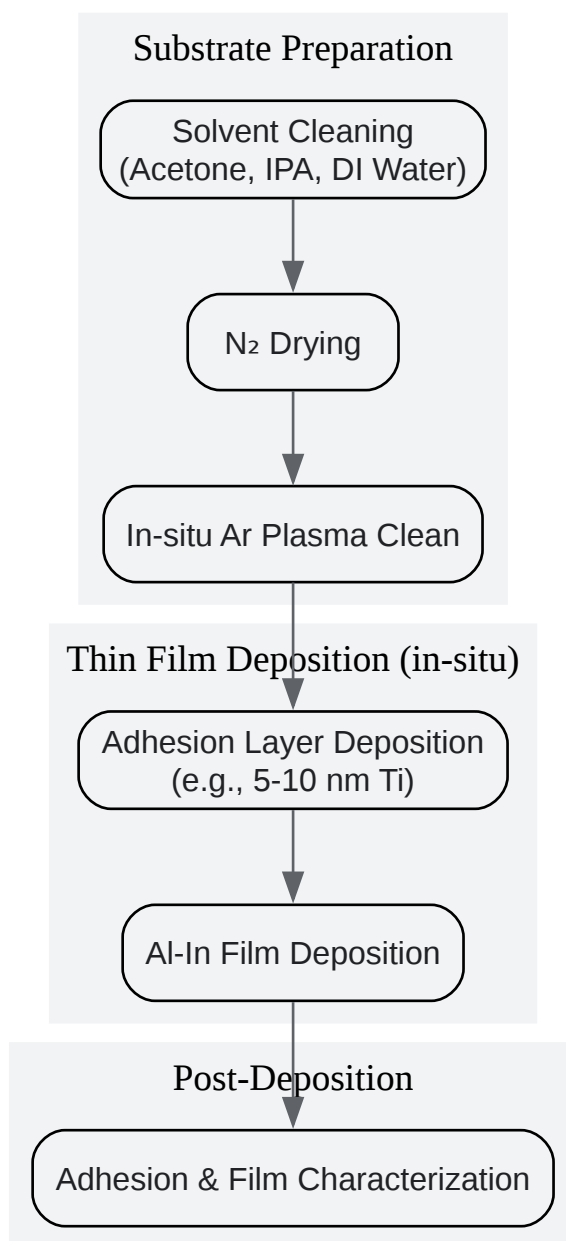 Substrate Preparation
Solvent Cleaning
(Acetone, IPA, DI Water)
N₂ Drying
In-situ Ar Plasma Clean
Thin Film Deposition (in-situ)
Adhesion Layer Deposition
(e.g., 5-10 nm Ti)
Al-In Film Deposition
Post-Deposition
Adhesion & Film Characterization